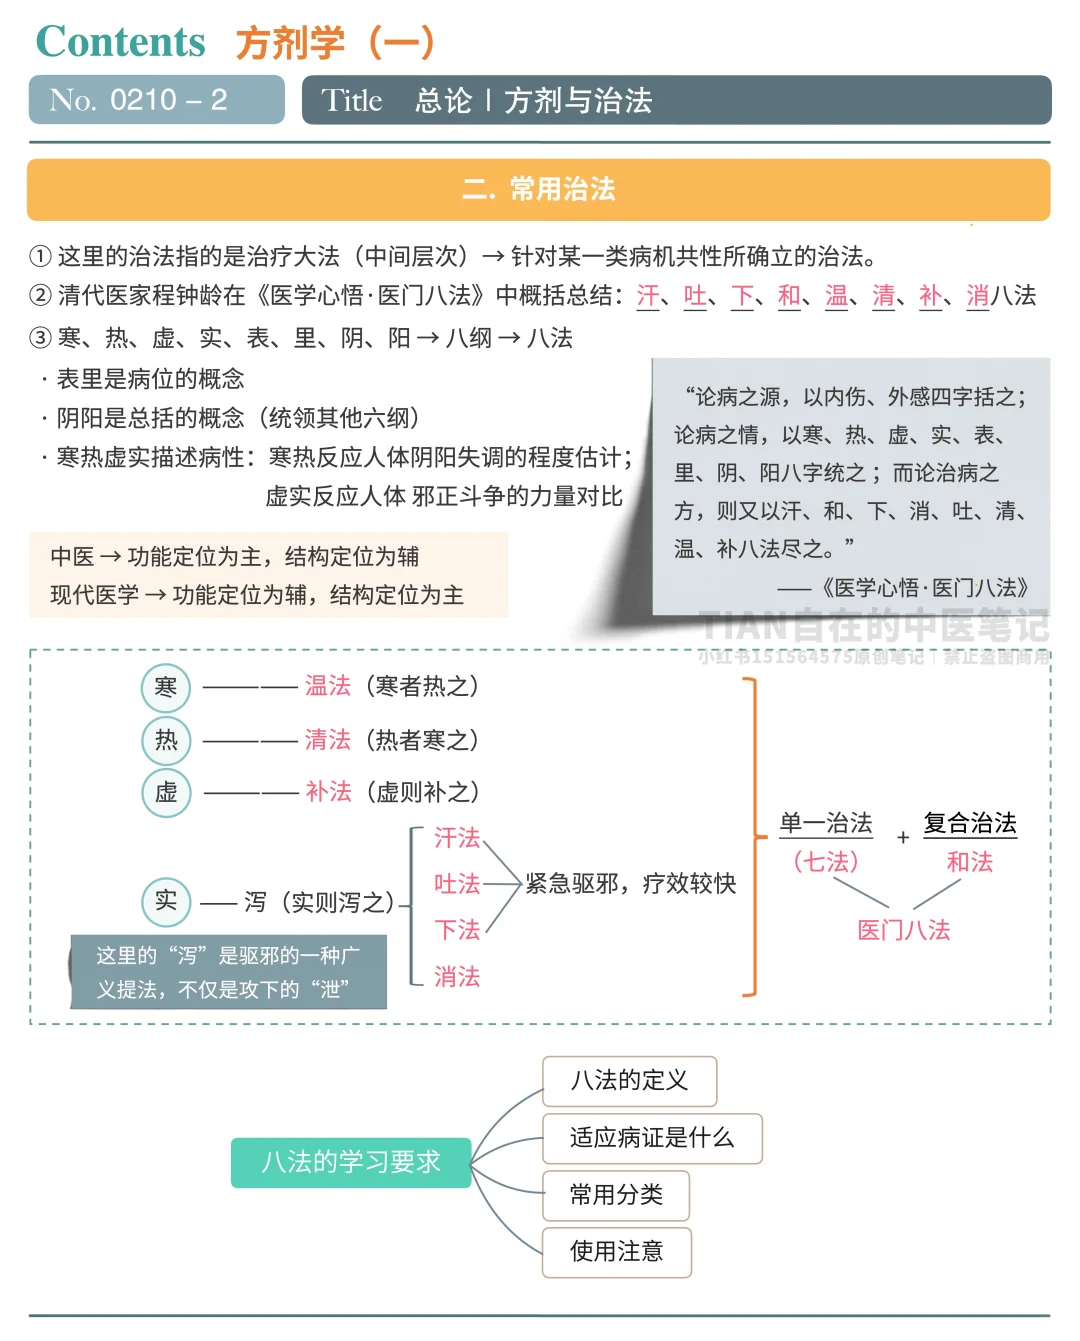 Contents 方剂学（一）
No. 0210－2
Title 总论｜方剂与治法
二. 常用治法
① 这里的治法指的是治疗大法（中间层次）→ 针对某一类病机共性所确立的治法。
② 清代医家程钟龄在《医学心悟·医门八法》中概括总结：汗、吐、下、和、温、清、补、消八法
③ 寒、热、虚、实、表、里、阴、阳 → 八纲 → 八法
· 表里是病位的概念
· 阴阳是总括的概念（统领其他六纲）
· 寒热虚实描述病性：寒热反应人体阴阳失调的程度估计；
虚实反应人体 邪正斗争的力量对比
“论病之源，以内伤、外感四字括之；
论病之情，以寒、热、虚、实、表、
里、阴、阳八字统之；而论治病之
方，则又以汗、和、下、消、吐、清、
温、补八法尽之。”
——《医学心悟·医门八法》
中医 → 功能定位为主，结构定位为辅
现代医学 → 功能定位为辅，结构定位为主
TIAN自在的中医笔记
小红书151564575原创笔记｜禁止盗图商用
寒 ———— 温法（寒者热之）
热 ———— 清法（热者寒之）
虚 ———— 补法（虚则补之）
实 —— 泻（实则泻之）
汗法
吐法
下法
消法
紧急驱邪，疗效较快
这里的“泻”是驱邪的一种广
义提法，不仅是攻下的“泄”
单一治法 + 复合治法
（七法） 和法
医门八法
八法的学习要求
八法的定义
适应病证是什么
常用分类
使用注意